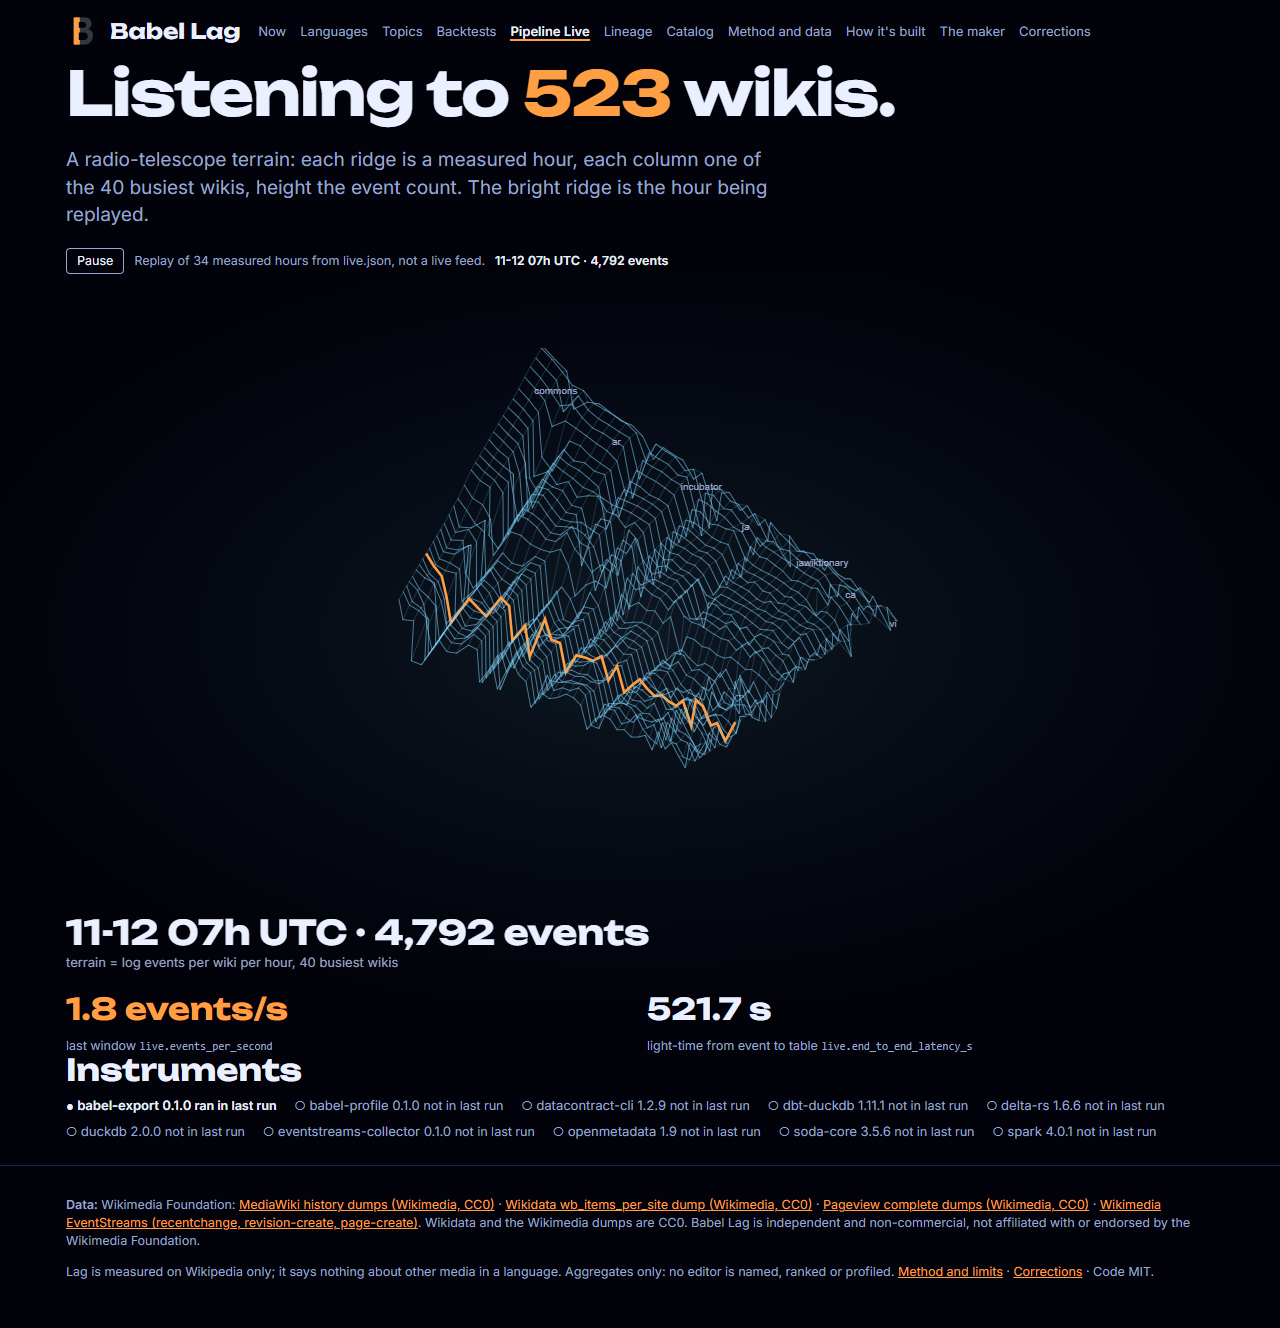 Babel Lag Now Languages Topics Backtests Pipeline Live Lineage Catalog Method and data How it's built The maker Corrections
Listening to 523 wikis.
A radio-telescope terrain: each ridge is a measured hour, each column one of
the 40 busiest wikis, height the event count. The bright ridge is the hour being
replayed.
Pause Replay of 34 measured hours from live.json, not a live feed. 11-12 07h UTC · 4,792 events
commons
ar
incubator
ja
jawiktionary
ca
vi
11-12 07h UTC · 4,792 events
terrain = log events per wiki per hour, 40 busiest wikis
1.8 events/s 521.7 s
last window live.events_per_second light-time from event to table live.end_to_end_latency_s
Instruments
● babel-export 0.1.0 ran in last run ○ babel-profile 0.1.0 not in last run ○ datacontract-cli 1.2.9 not in last run ○ dbt-duckdb 1.11.1 not in last run ○ delta-rs 1.6.6 not in last run
○ duckdb 2.0.0 not in last run ○ eventstreams-collector 0.1.0 not in last run ○ openmetadata 1.9 not in last run ○ soda-core 3.5.6 not in last run ○ spark 4.0.1 not in last run
Data: Wikimedia Foundation: MediaWiki history dumps (Wikimedia, CC0) · Wikidata wb_items_per_site dump (Wikimedia, CC0) · Pageview complete dumps (Wikimedia, CC0) · Wikimedia
EventStreams (recentchange, revision-create, page-create). Wikidata and the Wikimedia dumps are CC0. Babel Lag is independent and non-commercial, not affiliated with or endorsed by the
Wikimedia Foundation.
Lag is measured on Wikipedia only; it says nothing about other media in a language. Aggregates only: no editor is named, ranked or profiled. Method and limits · Corrections · Code MIT.